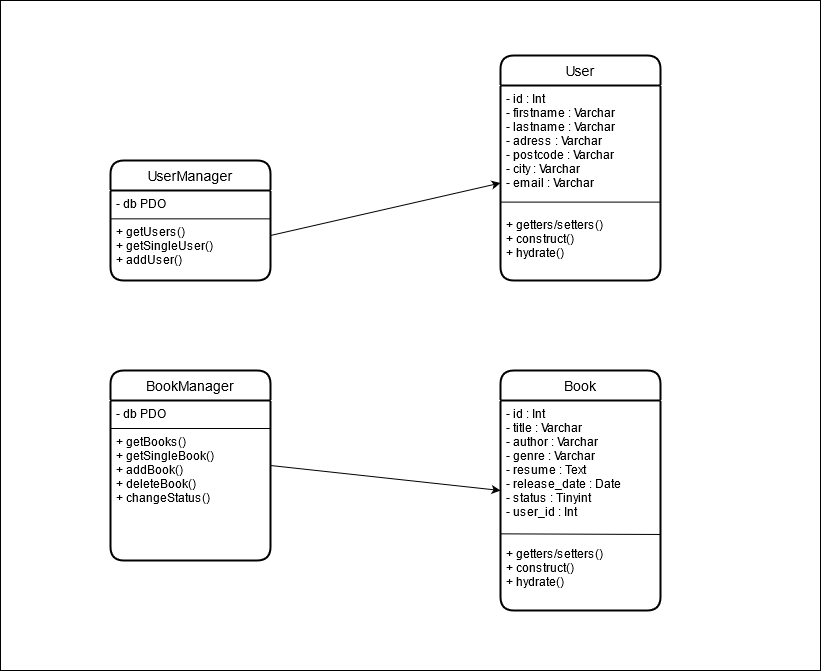 User
- id : Int
- firstname : Varchar
- lastname : Varchar
- adress : Varchar
- postcode : Varchar
- city : Varchar
- email : Varchar
+ getters/setters()
+ construct()
+ hydrate()
UserManager
- db PDO
+ getUsers()
+ getSingleUser()
+ addUser()
BookManager
- db PDO
+ getBooks()
+ getSingleBook()
+ addBook()
+ deleteBook()
+ changeStatus()
Book
- id : Int
- title : Varchar
- author : Varchar
- genre : Varchar
- resume : Text
- release_date : Date
- status : Tinyint
- user_id : Int
+ getters/setters()
+ construct()
+ hydrate()